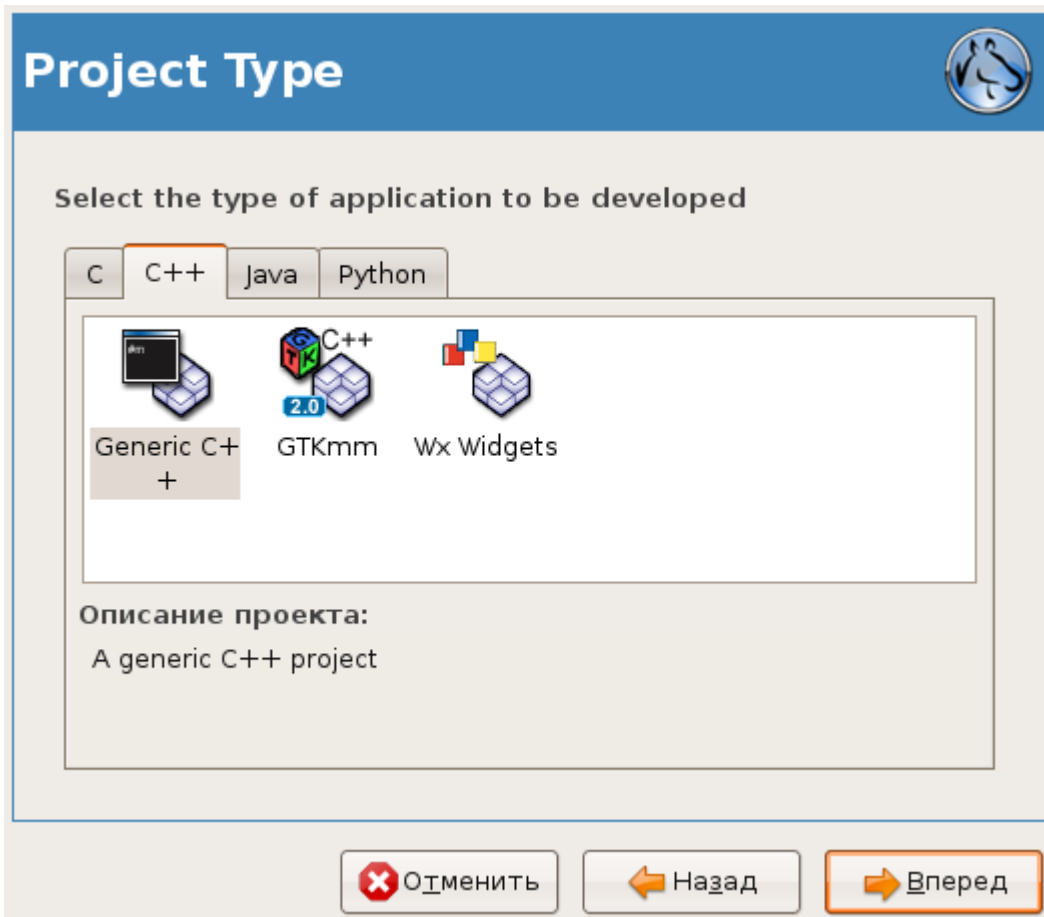 Project Type
Select the type of application to be developed
C C++ Java Python
C++
GTK
2.0
Generic C+
+
GTKmm
Wx Widgets
Описание проекта:
A generic C++ project
Отменить Назад Вперед